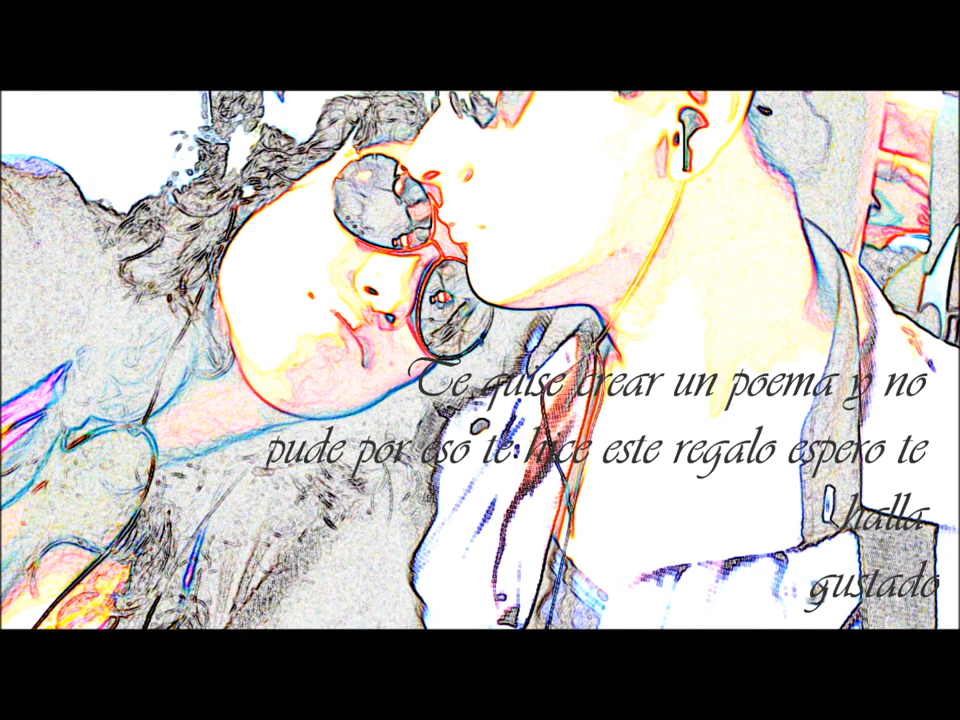 Te quise crear un poema y no
pude por eso te hice este regalo espero te
halla
gustado